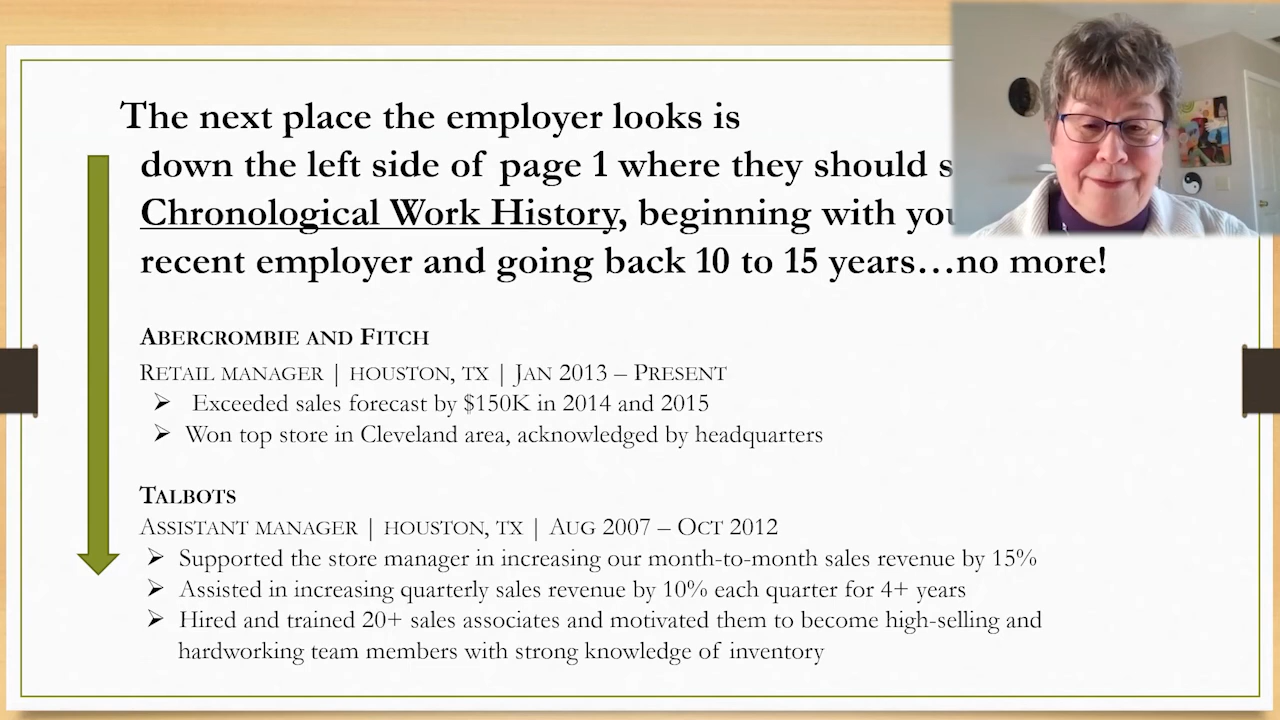 The next place the employer looks is
down the left side of page 1 where they should
Chronological Work History, beginning with
recent employer and going back 10 to 15 years…no more!
ABERCROMBIE AND FITCH
RETAIL MANAGER | HOUSTON, TX | JAN 2013 – PRESENT
➢ Exceeded sales forecast by $150K in 2014 and 2015
➢ Won top store in Cleveland area, acknowledged by headquarters
TALBOTS
ASSISTANT MANAGER | HOUSTON, TX | AUG 2007 – OCT 2012
➢ Supported the store manager in increasing our month-to-month sales revenue by 15%
➢ Assisted in increasing quarterly sales revenue by 10% each quarter for 4+ years
➢ Hired and trained 20+ sales associates and motivated them to become high-selling and
hardworking team members with strong knowledge of inventory